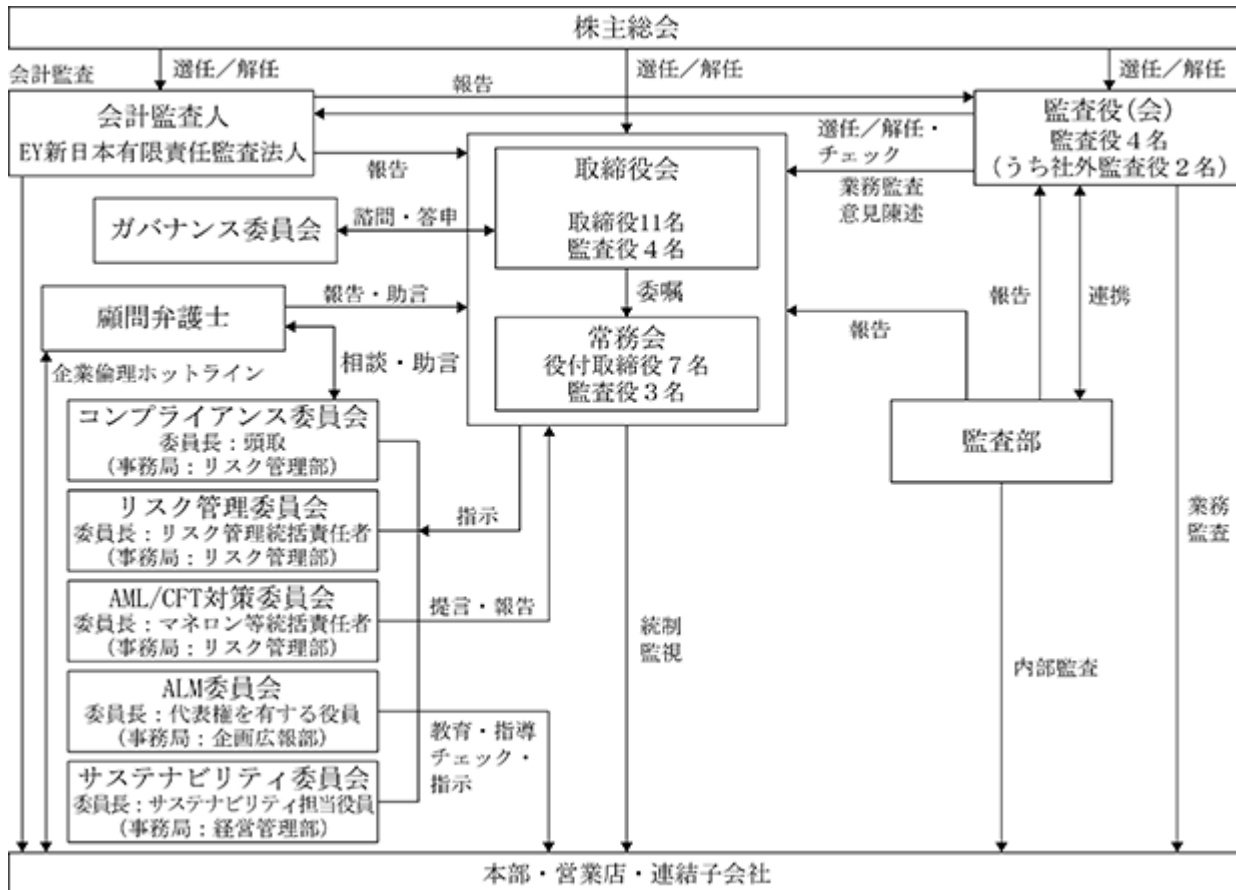 株主総会
会計監査
選任／解任
選任／解任
選任／解任
報告
会計監査人
EY新日本有限責任監査法人
監査役(会)
監査役４名
(うち社外監査役２名)
選任／解任・
チェック
報告
業務監査
意見陳述
取締役会
取締役11名
監査役４名
ガバナンス委員会
諮問・答申
委嘱
顧問弁護士
報告・助言
報告
報告
連携
常務会
役付取締役７名
監査役３名
企業倫理ホットライン
相談・助言
コンプライアンス委員会
委員長：頭取
(事務局：リスク管理部)
監査部
リスク管理委員会
委員長：リスク管理統括責任者
(事務局：リスク管理部)
指示
業務
監査
AML/CFT対策委員会
委員長：マネロン等統括責任者
(事務局：リスク管理部)
提言・報告
統制
監視
内部監査
ALM委員会
委員長：代表権を有する役員
(事務局：企画広報部)
教育・指導
チェック・
指示
サステナビリティ委員会
委員長：サステナビリティ担当役員
(事務局：経営管理部)
本部・営業店・連結子会社